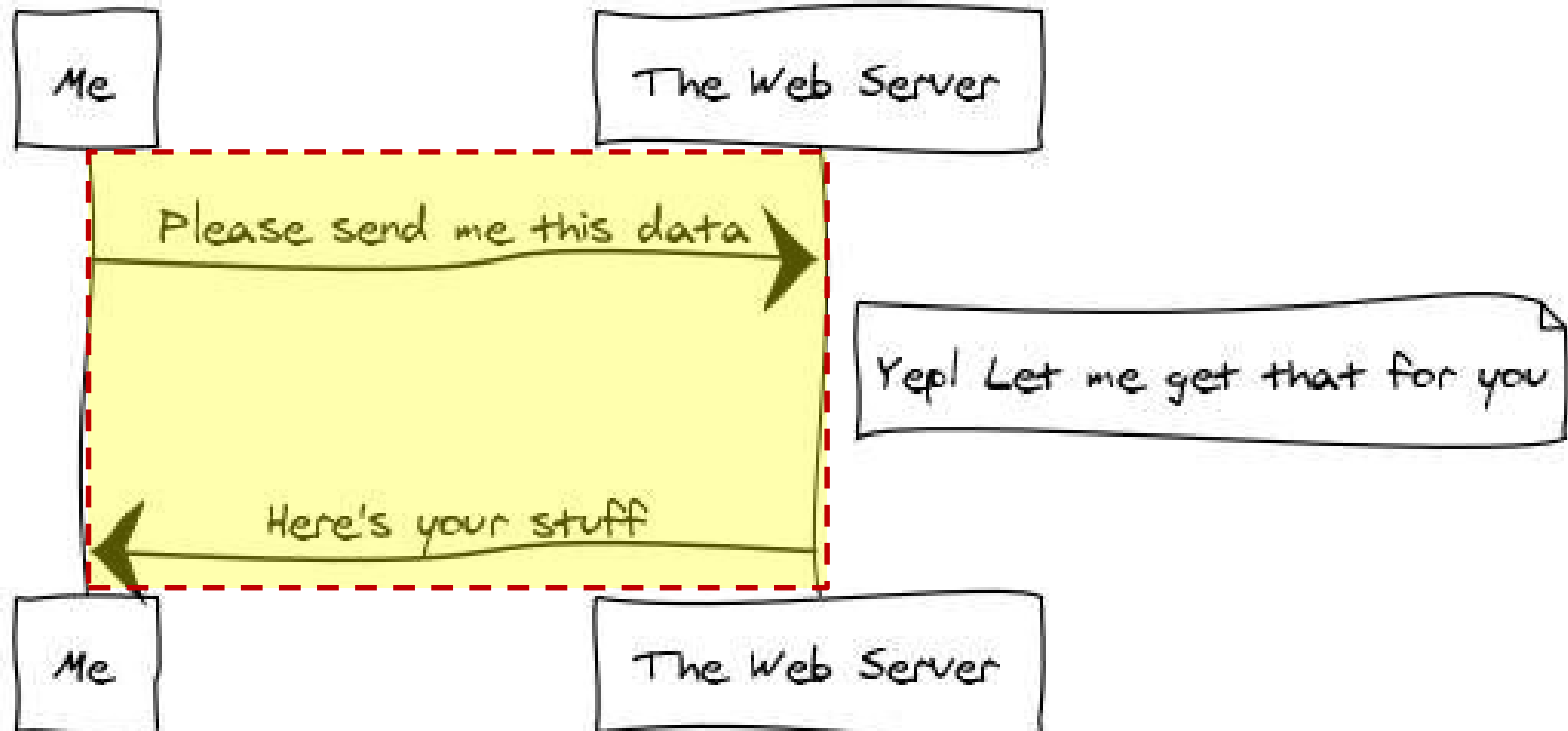 Me
The Web Server
Please send me this data
Yep! Let me get that for you
Here's your stuff
Me
The Web Server